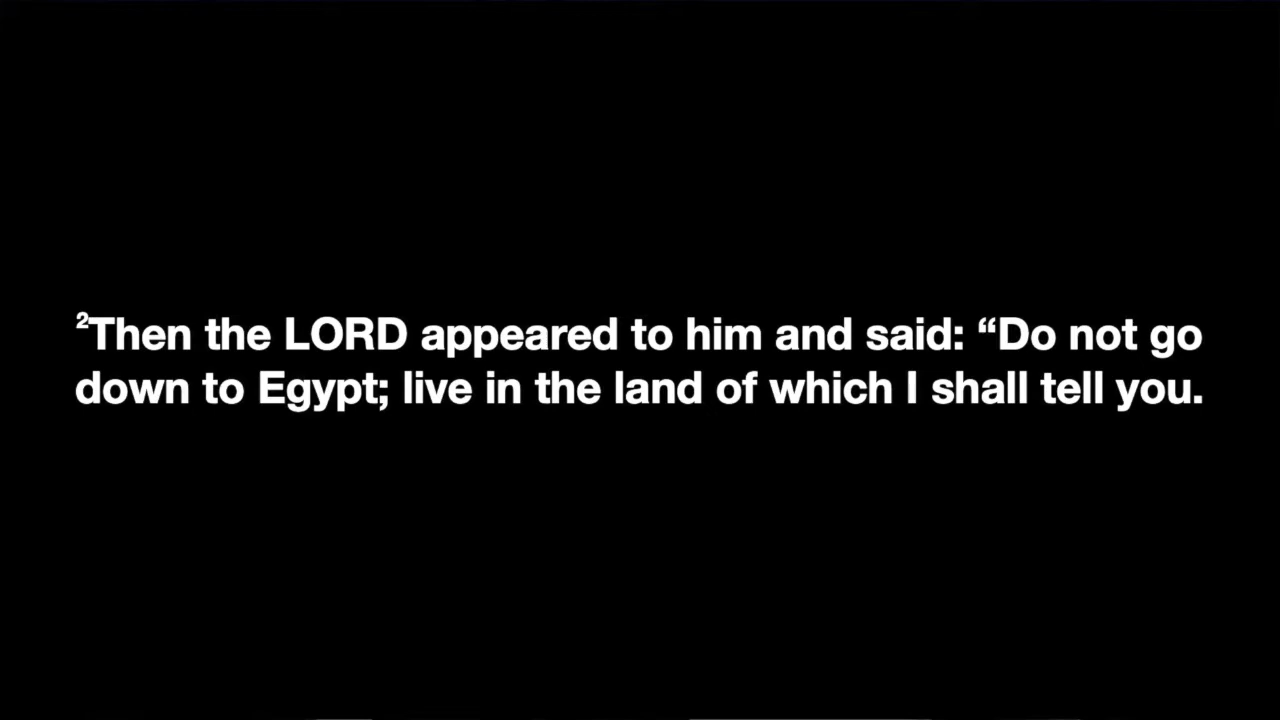 ²Then the LORD appeared to him and said: “Do not go
down to Egypt; live in the land of which I shall tell you.